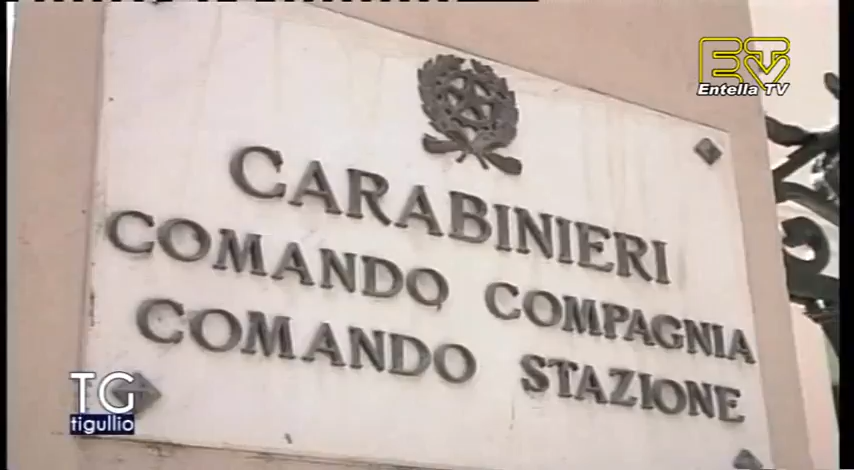 ETV
Entella TV
CARABINIERI
COMANDO COMPAGNIA
COMANDO STAZIONE
TG
tigullio